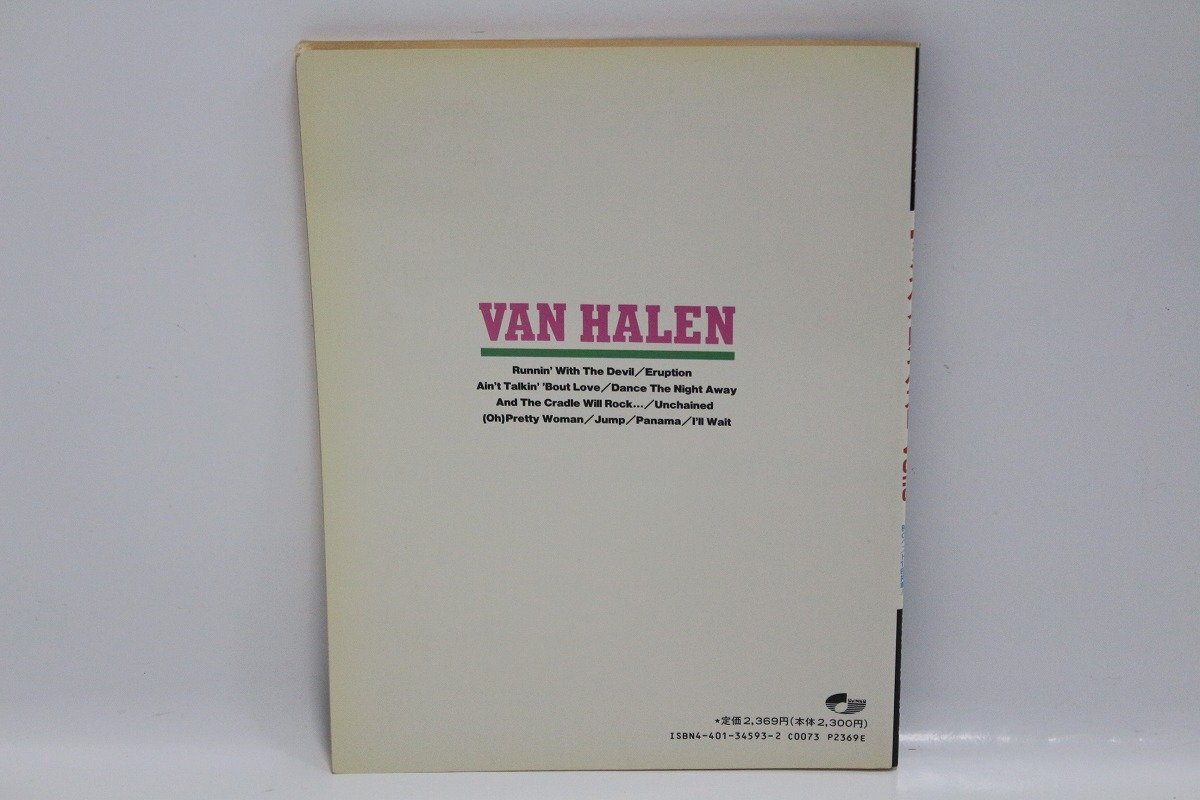 VAN HALEN
Runnin' With The Devil／Eruption
Ain't Talkin' 'Bout Love／Dance The Night Away
And The Cradle Will Rock…／Unchained
(Oh)Pretty Woman／Jump／Panama／I'll Wait
★定価2,369円(本体2,300円)
ISBN4-401-34593-2 C0073 P2369E